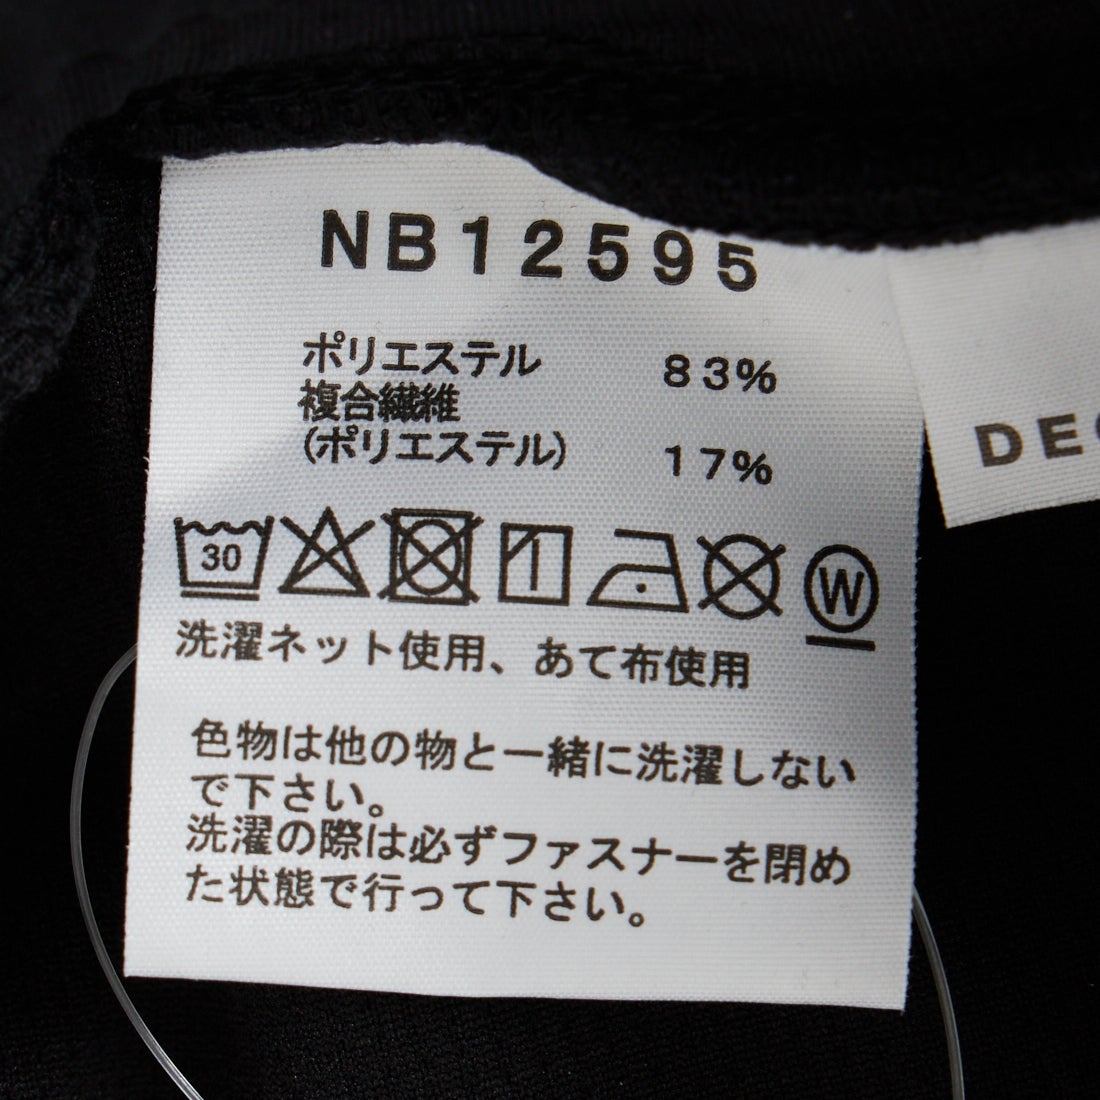 NB12595
ポリエステル 83%
複合繊維
(ポリエステル) 17%
30
W
洗濯ネット使用、あて布使用
色物は他の物と一緒に洗濯しない
で下さい。
洗濯の際は必ずファスナーを閉め
た状態で行って下さい。